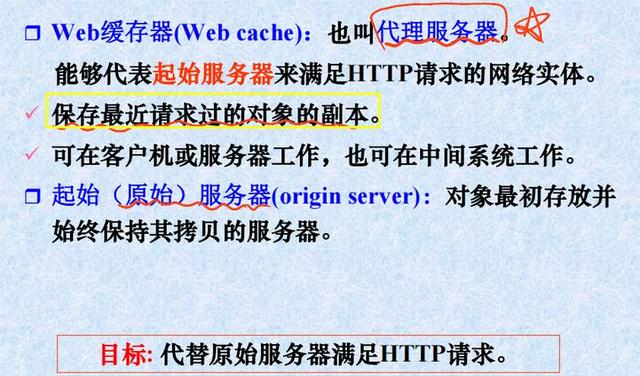 Web缓存器(Web cache)：也叫代理服务器。
能够代表起始服务器来满足HTTP请求的网络实体。
保存最近请求过的对象的副本。
可在客户机或服务器工作，也可在中间系统工作。
起始（原始）服务器(origin server)：对象最初存放并
始终保持其拷贝的服务器。
目标: 代替原始服务器满足HTTP请求。